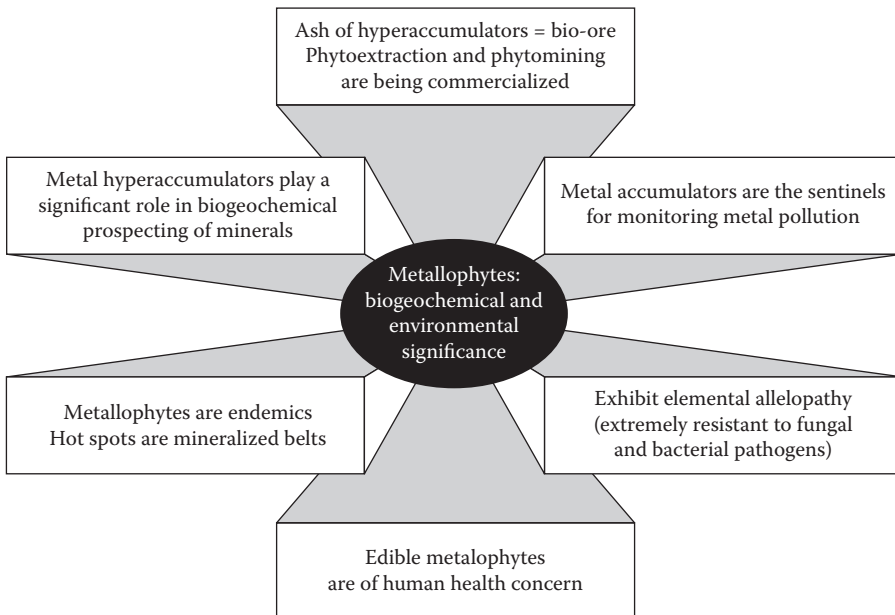 Ash of hyperaccumulators = bio-ore
Phytoextraction and phytomining
are being commercialized
Metal hyperaccumulators play a
significant role in biogeochemical
prospecting of minerals
Metal accumulators are the sentinels
for monitoring metal pollution
Metallophytes:
biogeochemical and
environmental
significance
Metallophytes are endemics
Hot spots are mineralized belts
Exhibit elemental allelopathy
(extremely resistant to fungal
and bacterial pathogens)
Edible metalophytes
are of human health concern